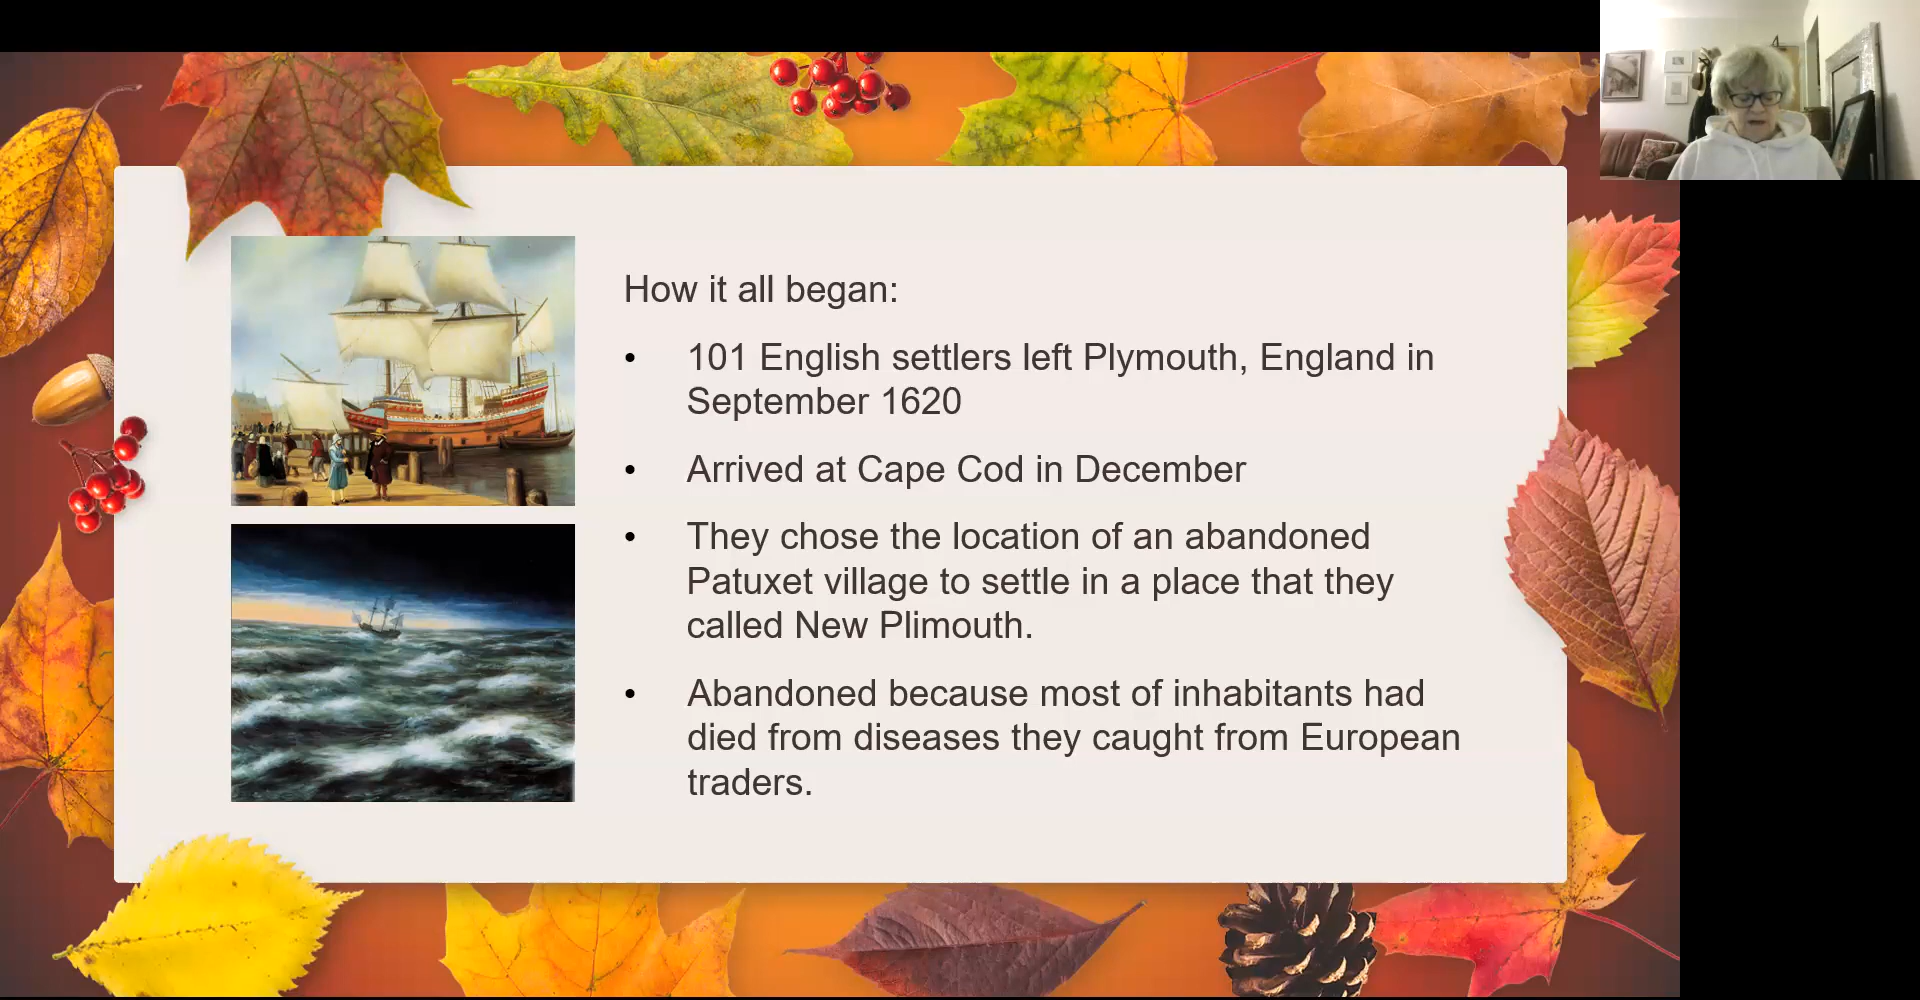 How it all began:
• 101 English settlers left Plymouth, England in
September 1620
• Arrived at Cape Cod in December
• They chose the location of an abandoned
Patuxet village to settle in a place that they
called New Plimouth.
• Abandoned because most of inhabitants had
died from diseases they caught from European
traders.